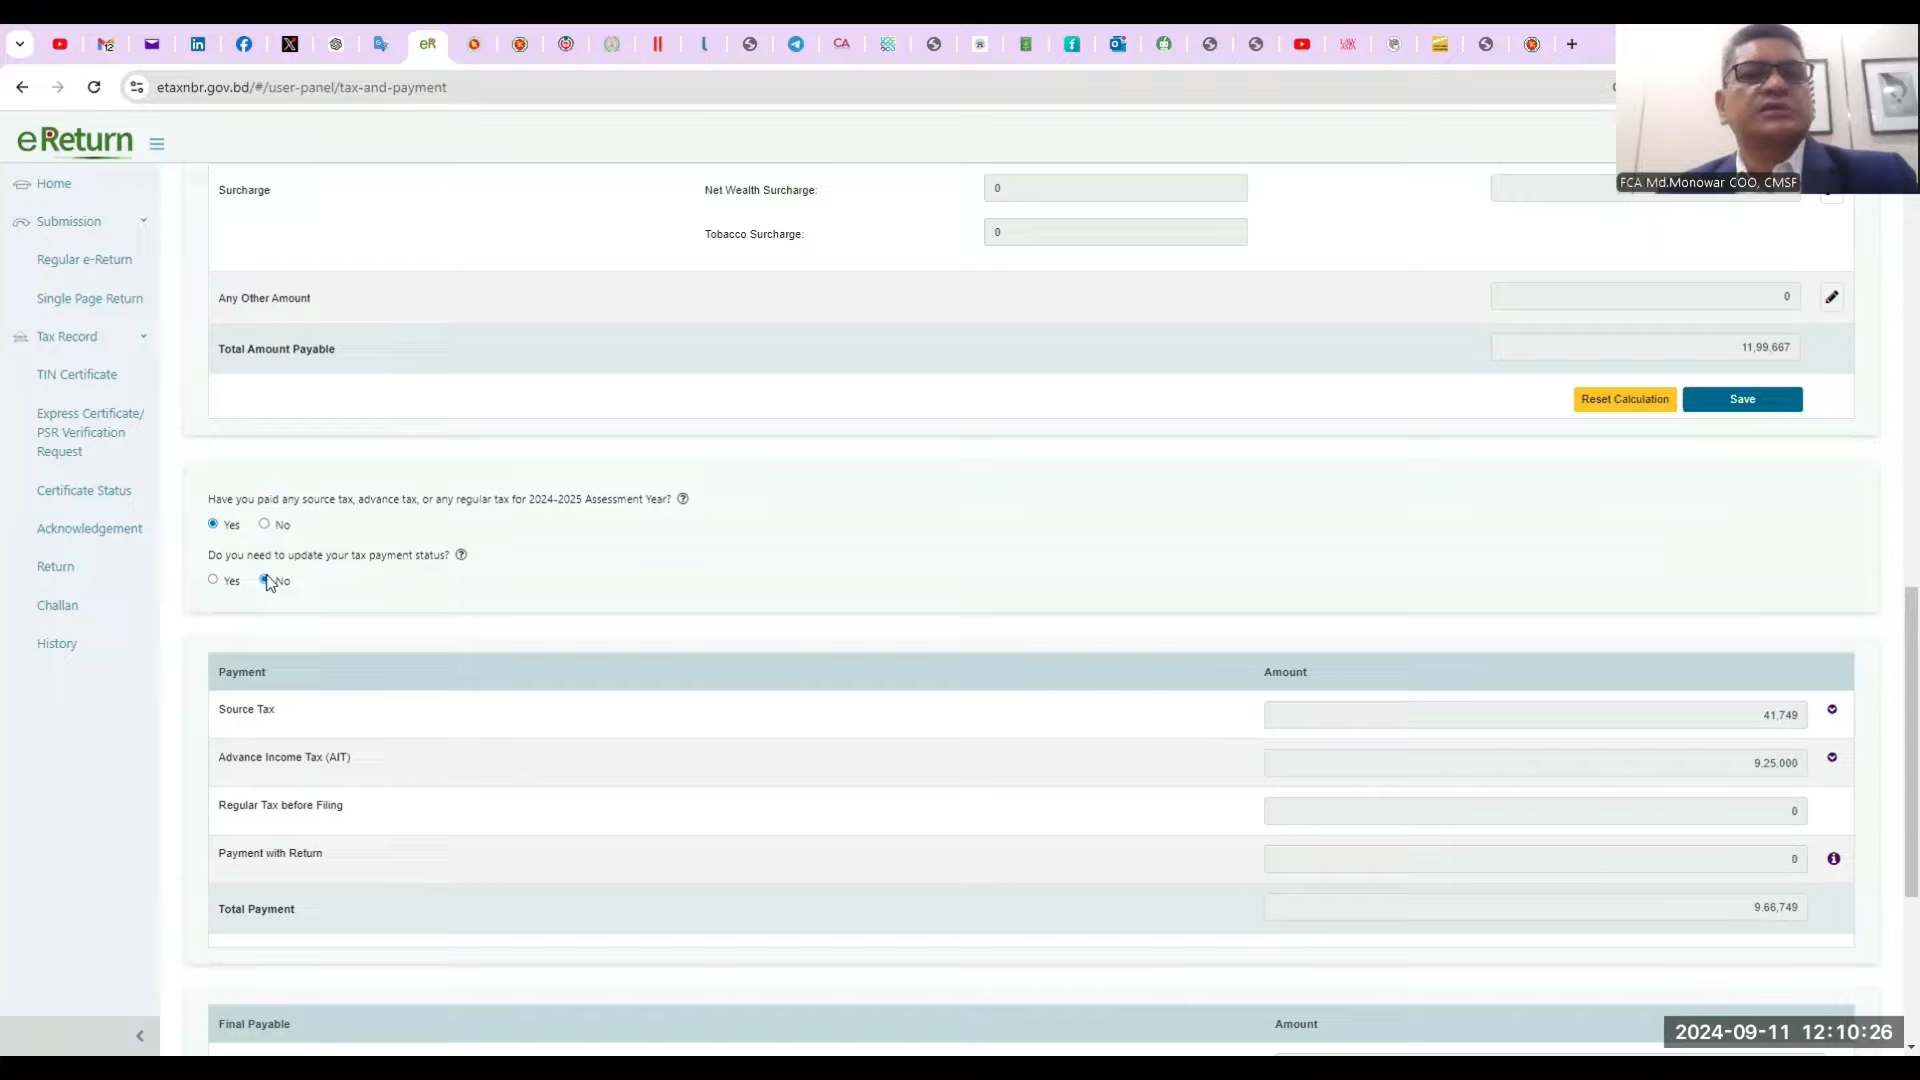 etaxnbr.gov.bd/#/user-panel/tax-and-payment
eReturn
FCA Md.Monowar COO, CMSF
Home
Submission
Regular e-Return
Single Page Return
Tax Record
TIN Certificate
Express Certificate/
PSR Verification
Request
Certificate Status
Acknowledgement
Return
Challan
History
Surcharge
Net Wealth Surcharge:
0
Tobacco Surcharge:
0
Any Other Amount
0
Total Amount Payable
11,99,667
Reset Calculation
Save
Have you paid any source tax, advance tax, or any regular tax for 2024-2025 Assessment Year?
Yes No
Do you need to update your tax payment status?
Yes No
Payment Amount
Source Tax 41,749
Advance Income Tax (AIT) 9,25,000
Regular Tax before Filing 0
Payment with Return 0
Total Payment 9,66,749
Final Payable Amount
2024-09-11 12:10:26